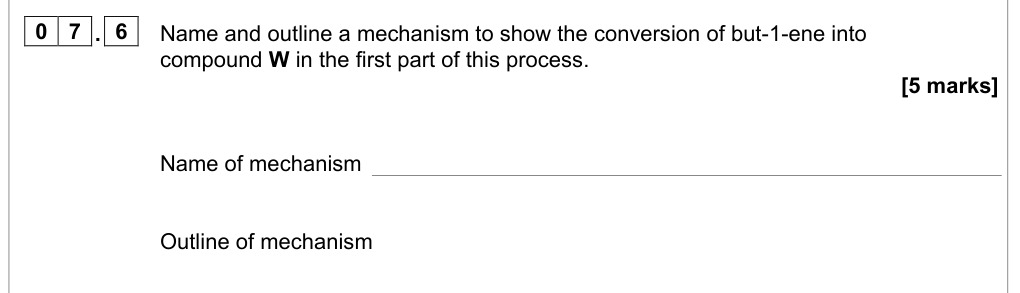 0 7 . 6 Name and outline a mechanism to show the conversion of but-1-ene into
compound W in the first part of this process.
[5 marks]
Name of mechanism
Outline of mechanism